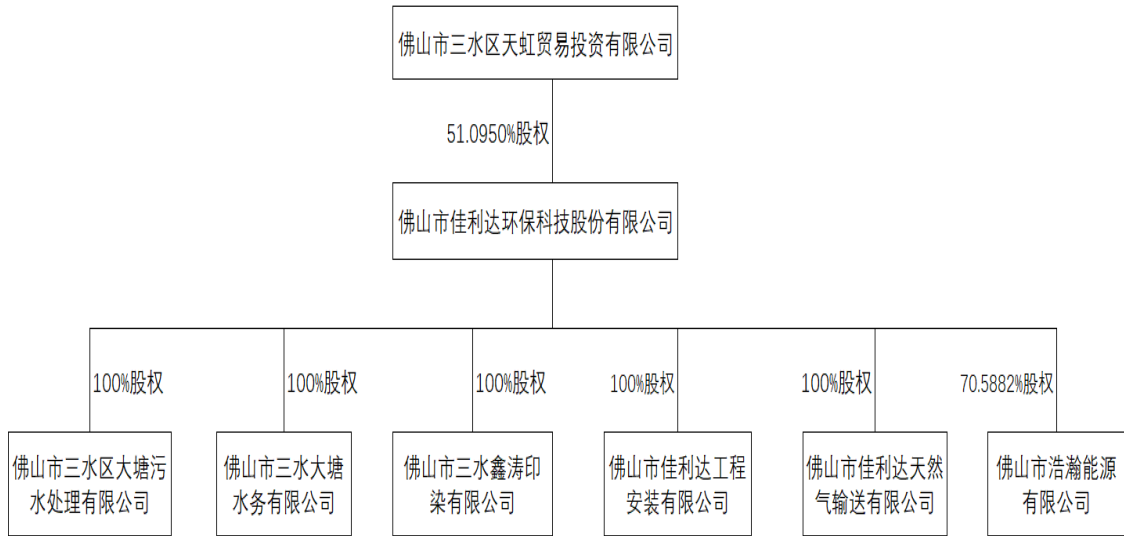 佛山市三水区天虹贸易投资有限公司
51.0950%股权
佛山市佳利达环保科技股份有限公司
100%股权
100%股权
100%股权
100%股权
100%股权
70.5882%股权
佛山市三水区大塘污
水处理有限公司
佛山市三水大塘
水务有限公司
佛山市三水鑫涛印
染有限公司
佛山市佳利达工程
安装有限公司
佛山市佳利达天然
气输送有限公司
佛山市浩瀚能源
有限公司